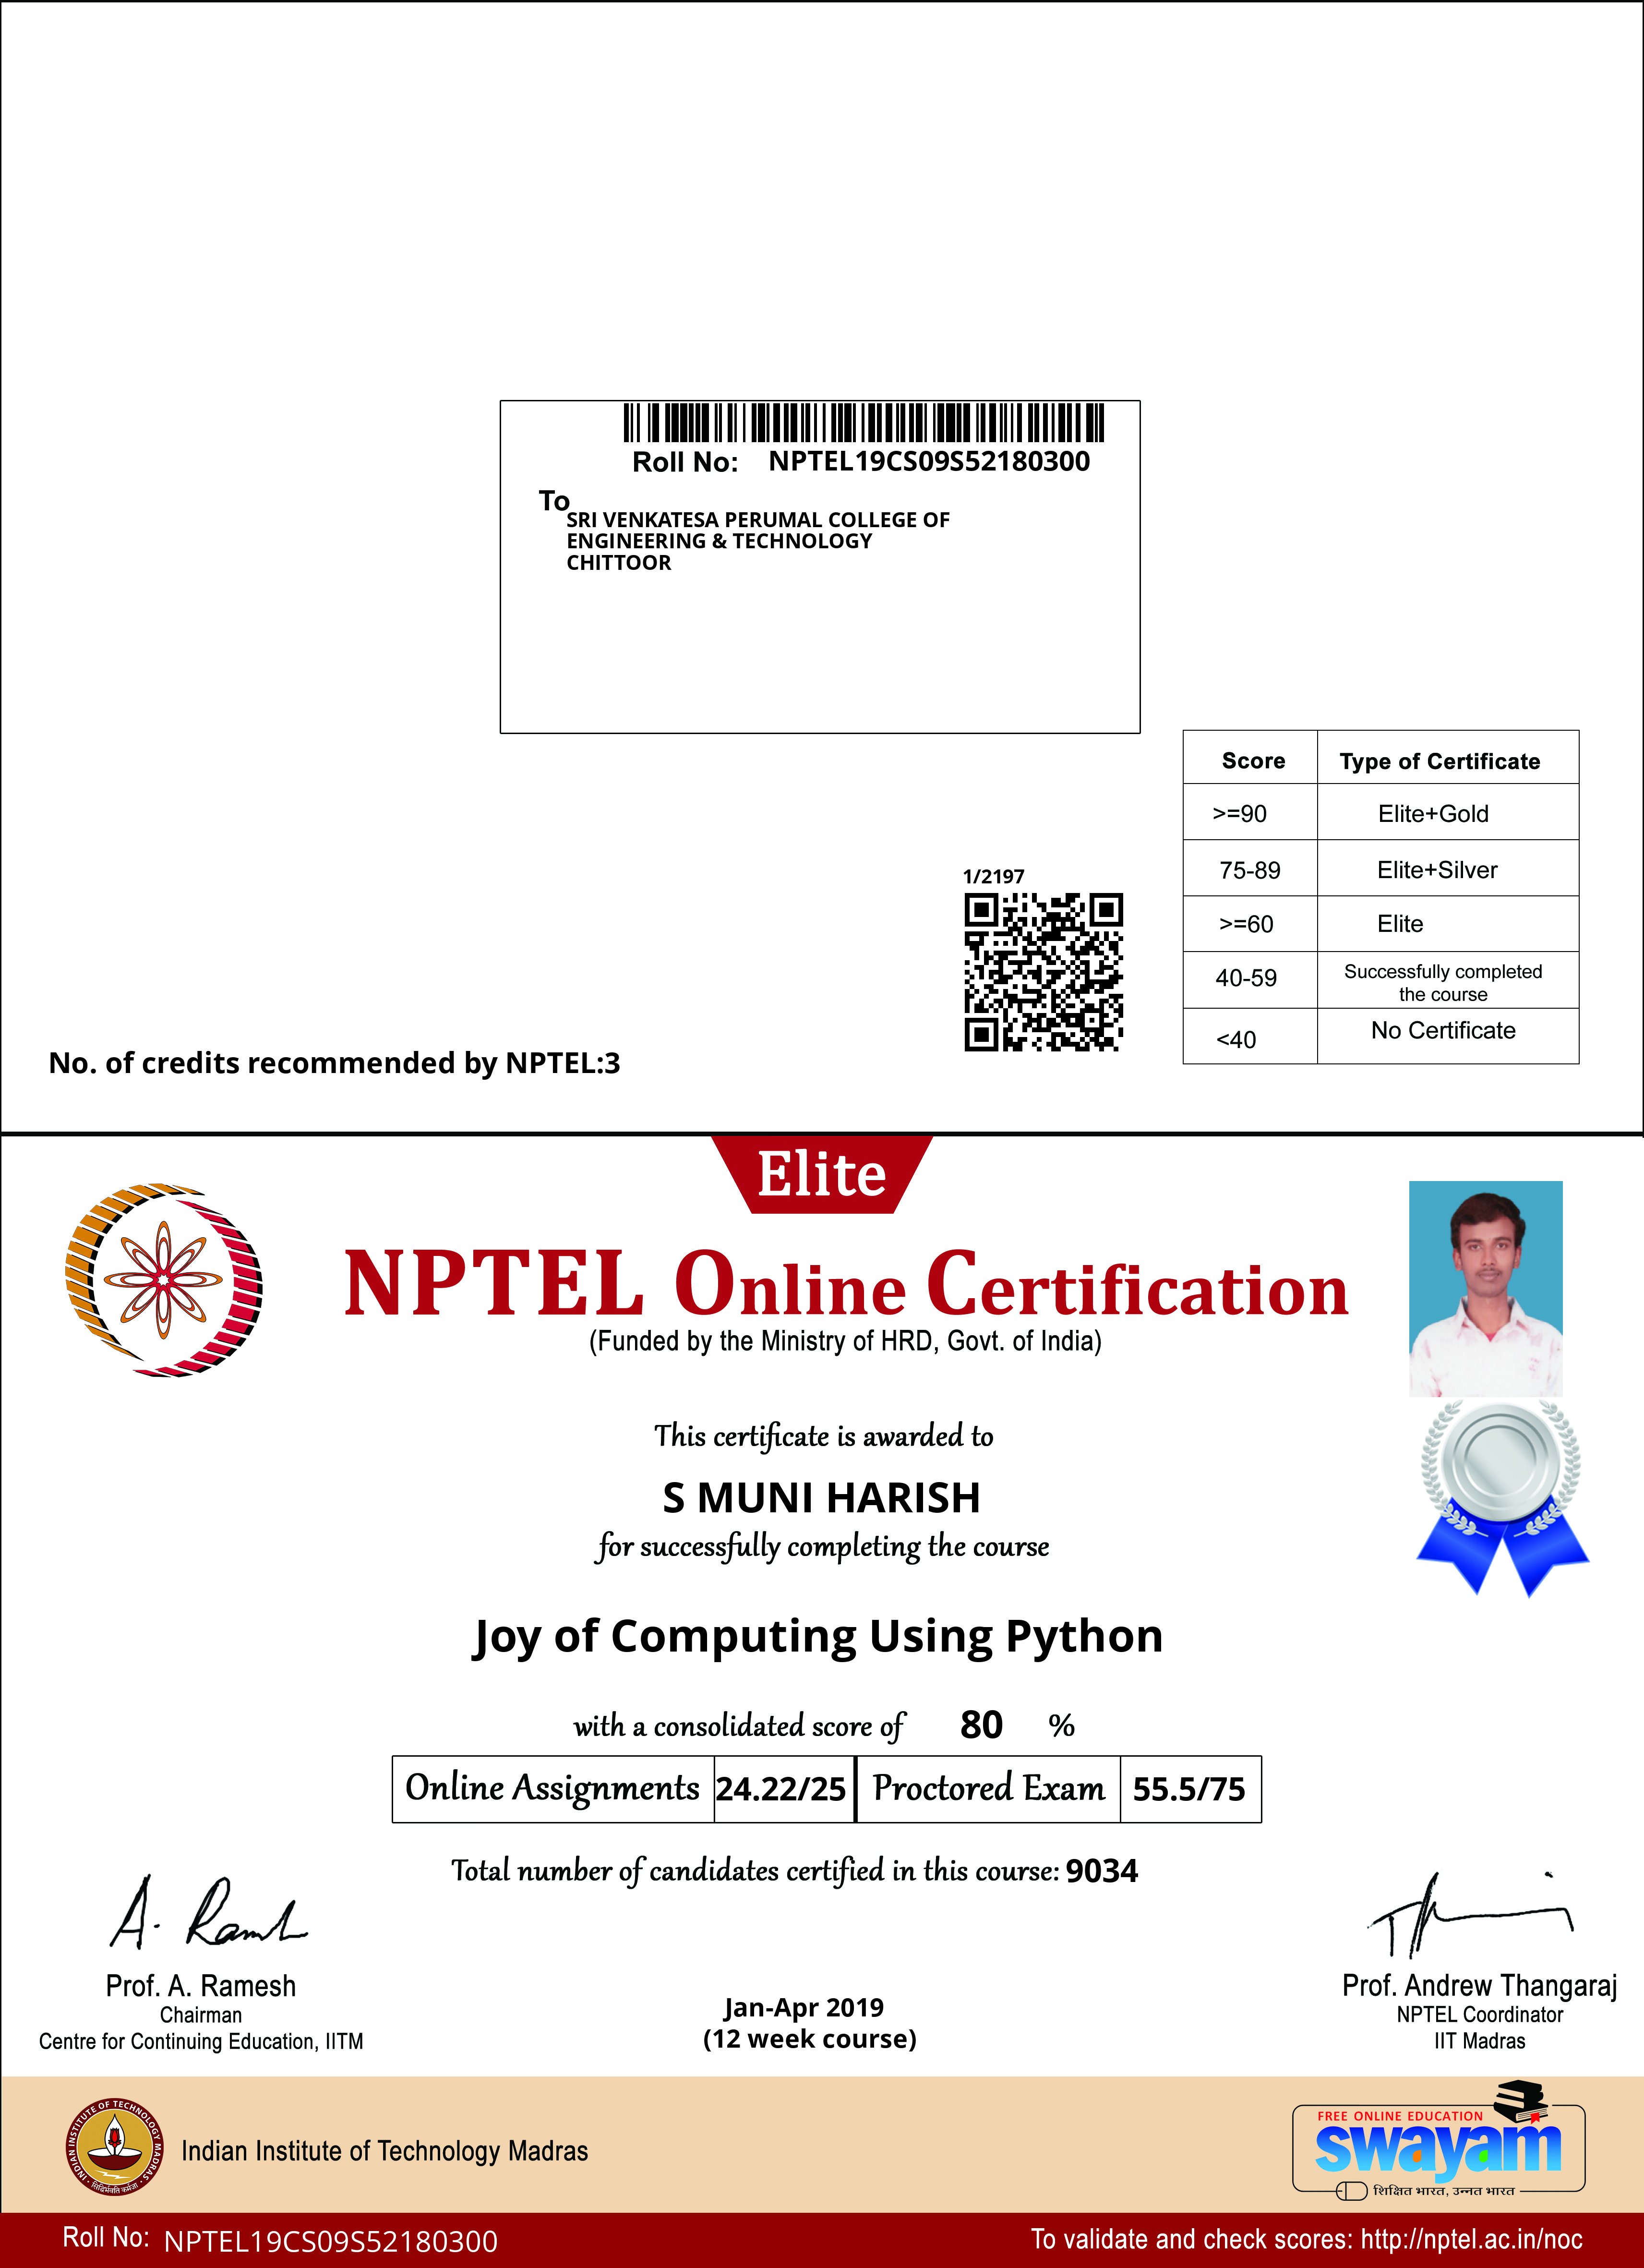 Roll No: NPTEL19CS09S52180300
To
SRI VENKATESA PERUMAL COLLEGE OF
ENGINEERING & TECHNOLOGY
CHITTOOR
Score Type of Certificate
>=90 Elite+Gold
75-89 Elite+Silver
>=60 Elite
40-59 Successfully completed
the course
<40 No Certificate
1/2197
No. of credits recommended by NPTEL:3
Elite
NPTEL Online Certification
(Funded by the Ministry of HRD, Govt. of India)
This certificate is awarded to
S MUNI HARISH
for successfully completing the course
Joy of Computing Using Python
with a consolidated score of 80 %
Online Assignments 24.22/25 Proctored Exam 55.5/75
Total number of candidates certified in this course: 9034
A. Ramesh
Prof. A. Ramesh
Chairman
Centre for Continuing Education, IITM
Jan-Apr 2019
(12 week course)
Prof. Andrew Thangaraj
NPTEL Coordinator
IIT Madras
INDIAN INSTITUTE OF TECHNOLOGY MADRAS
सिद्धिर्भवति कर्मजा
Indian Institute of Technology Madras
FREE ONLINE EDUCATION
swayam
शिक्षित भारत, उन्नत भारत
Roll No: NPTEL19CS09S52180300
To validate and check scores: http://nptel.ac.in/noc